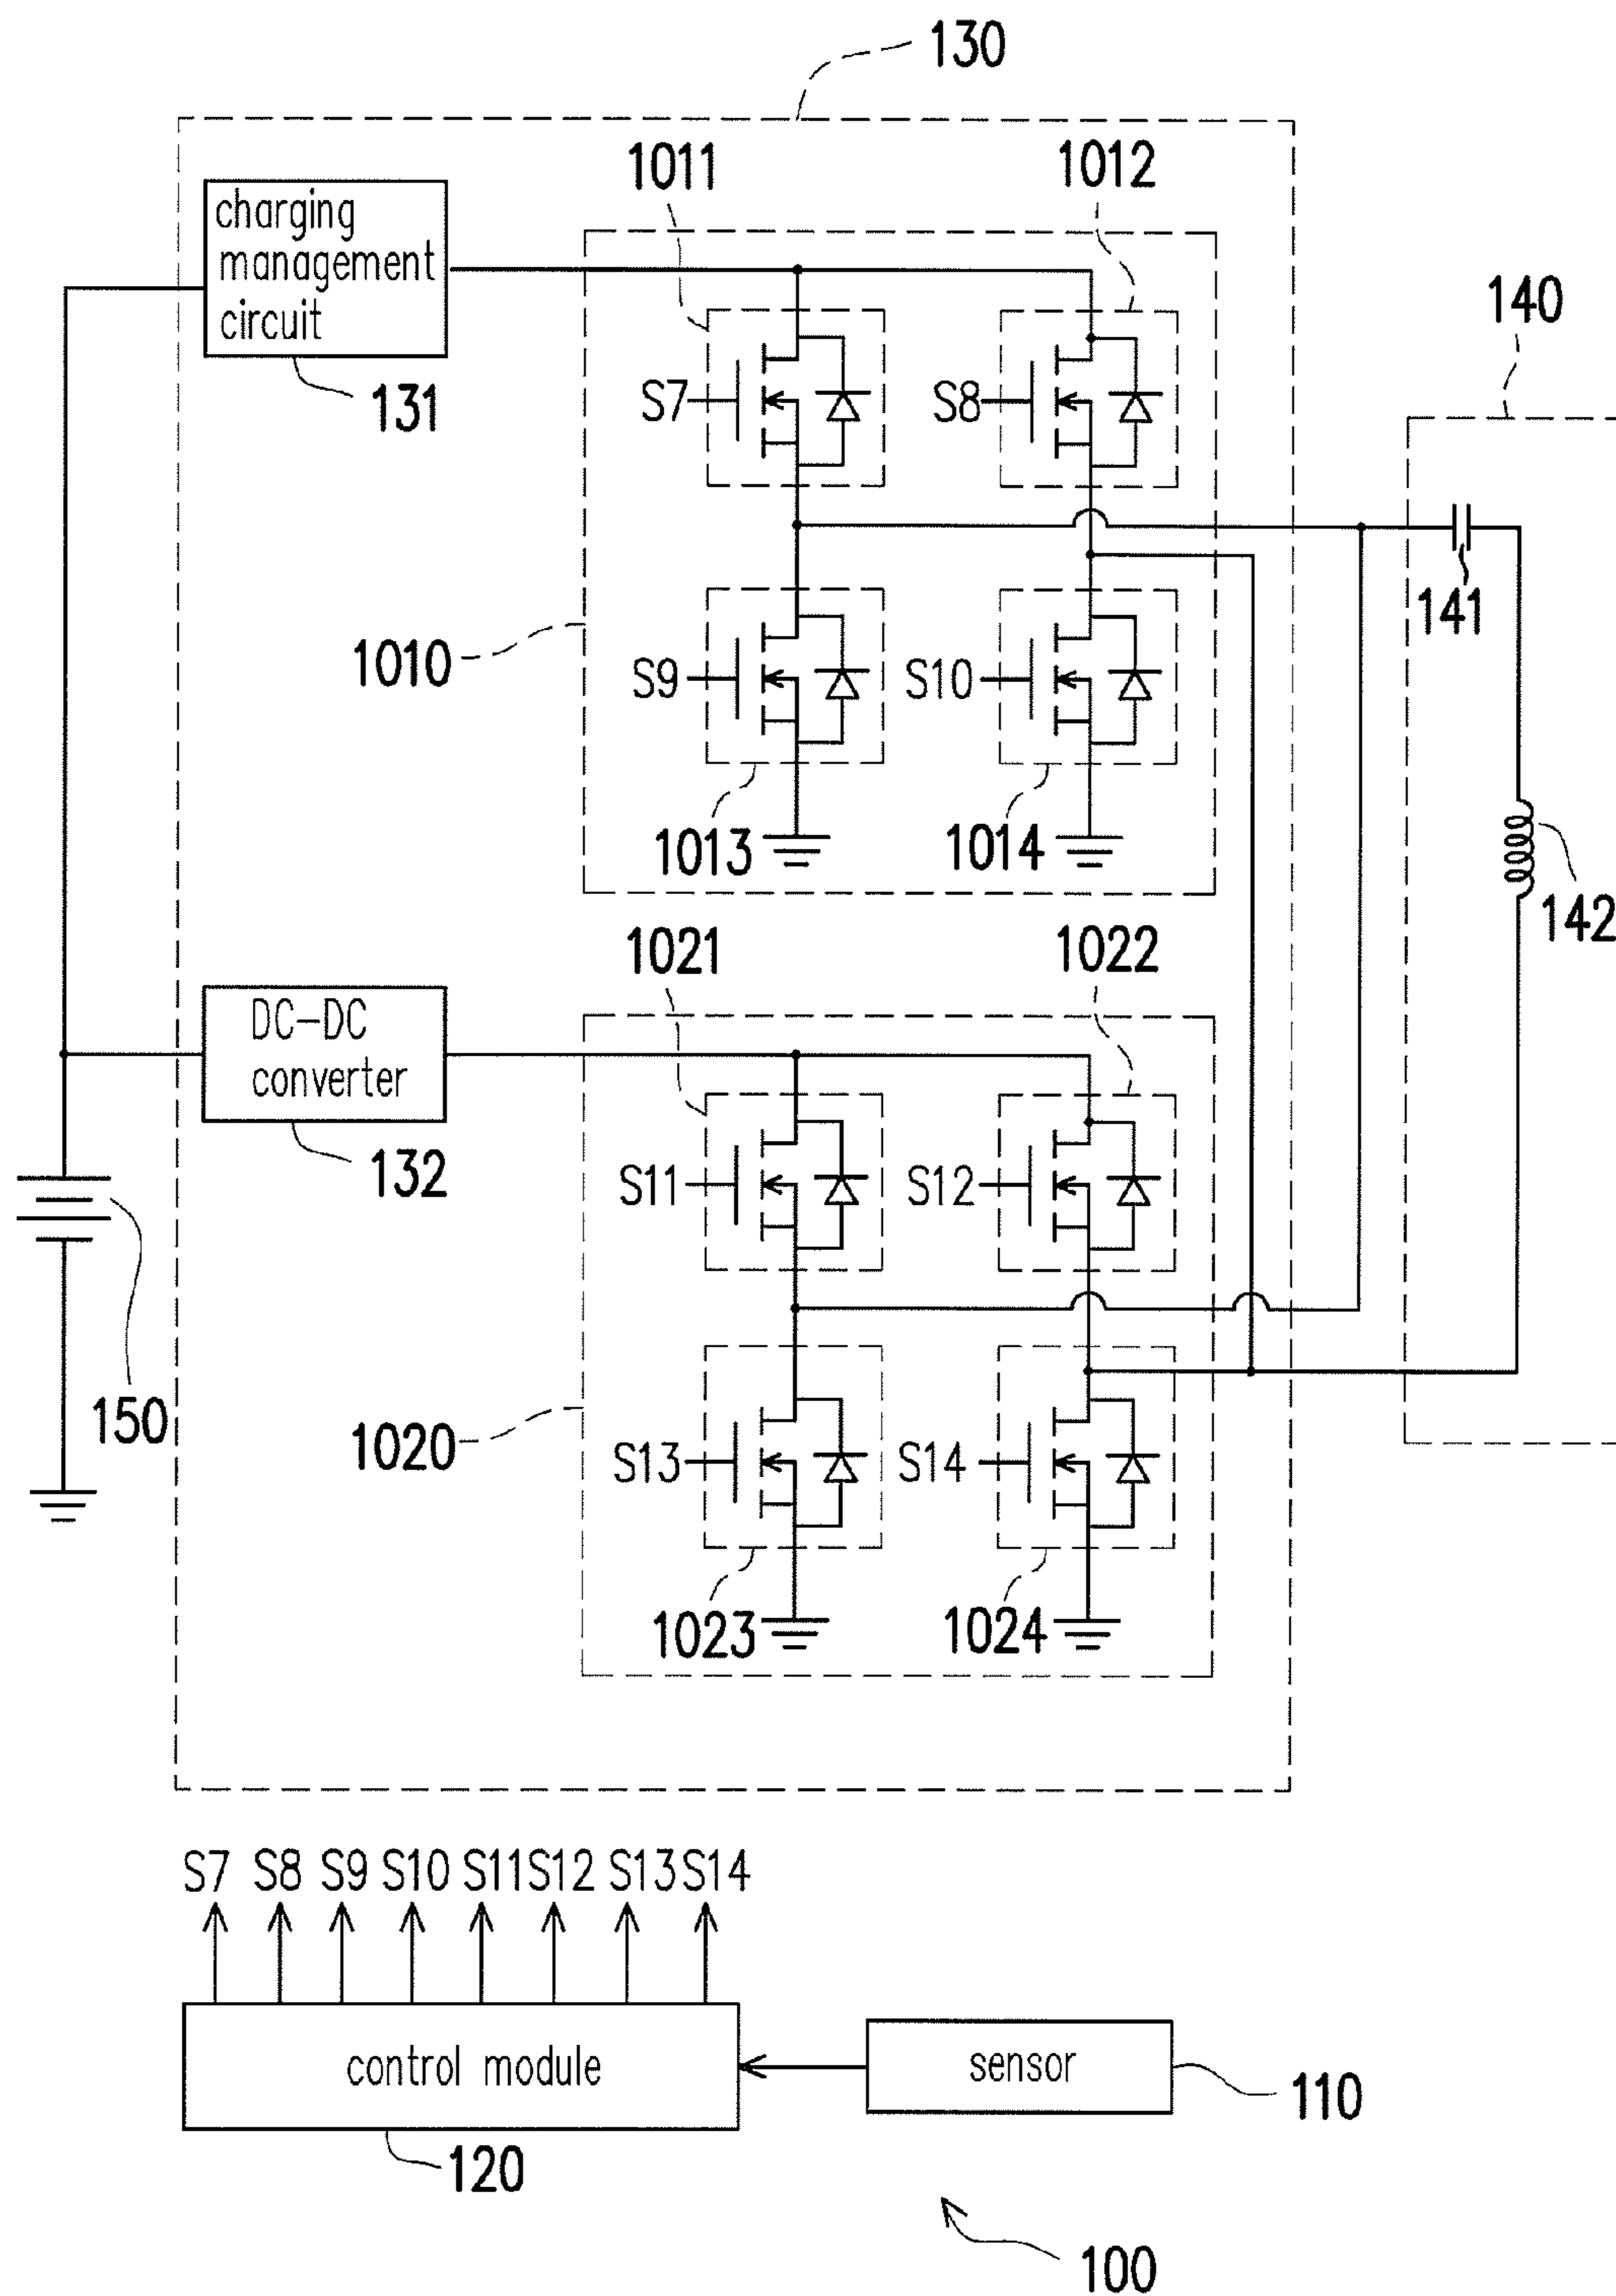 130
1011
1012
charging
management
circuit
131
140
S7
S8
141
1010
S9
S10
1013
1014
142
1021
1022
DC-DC
converter
132
S11
S12
150
1020
S13
S14
1023
1024
S7 S8 S9 S10 S11 S12 S13 S14
control module
sensor
110
120
100